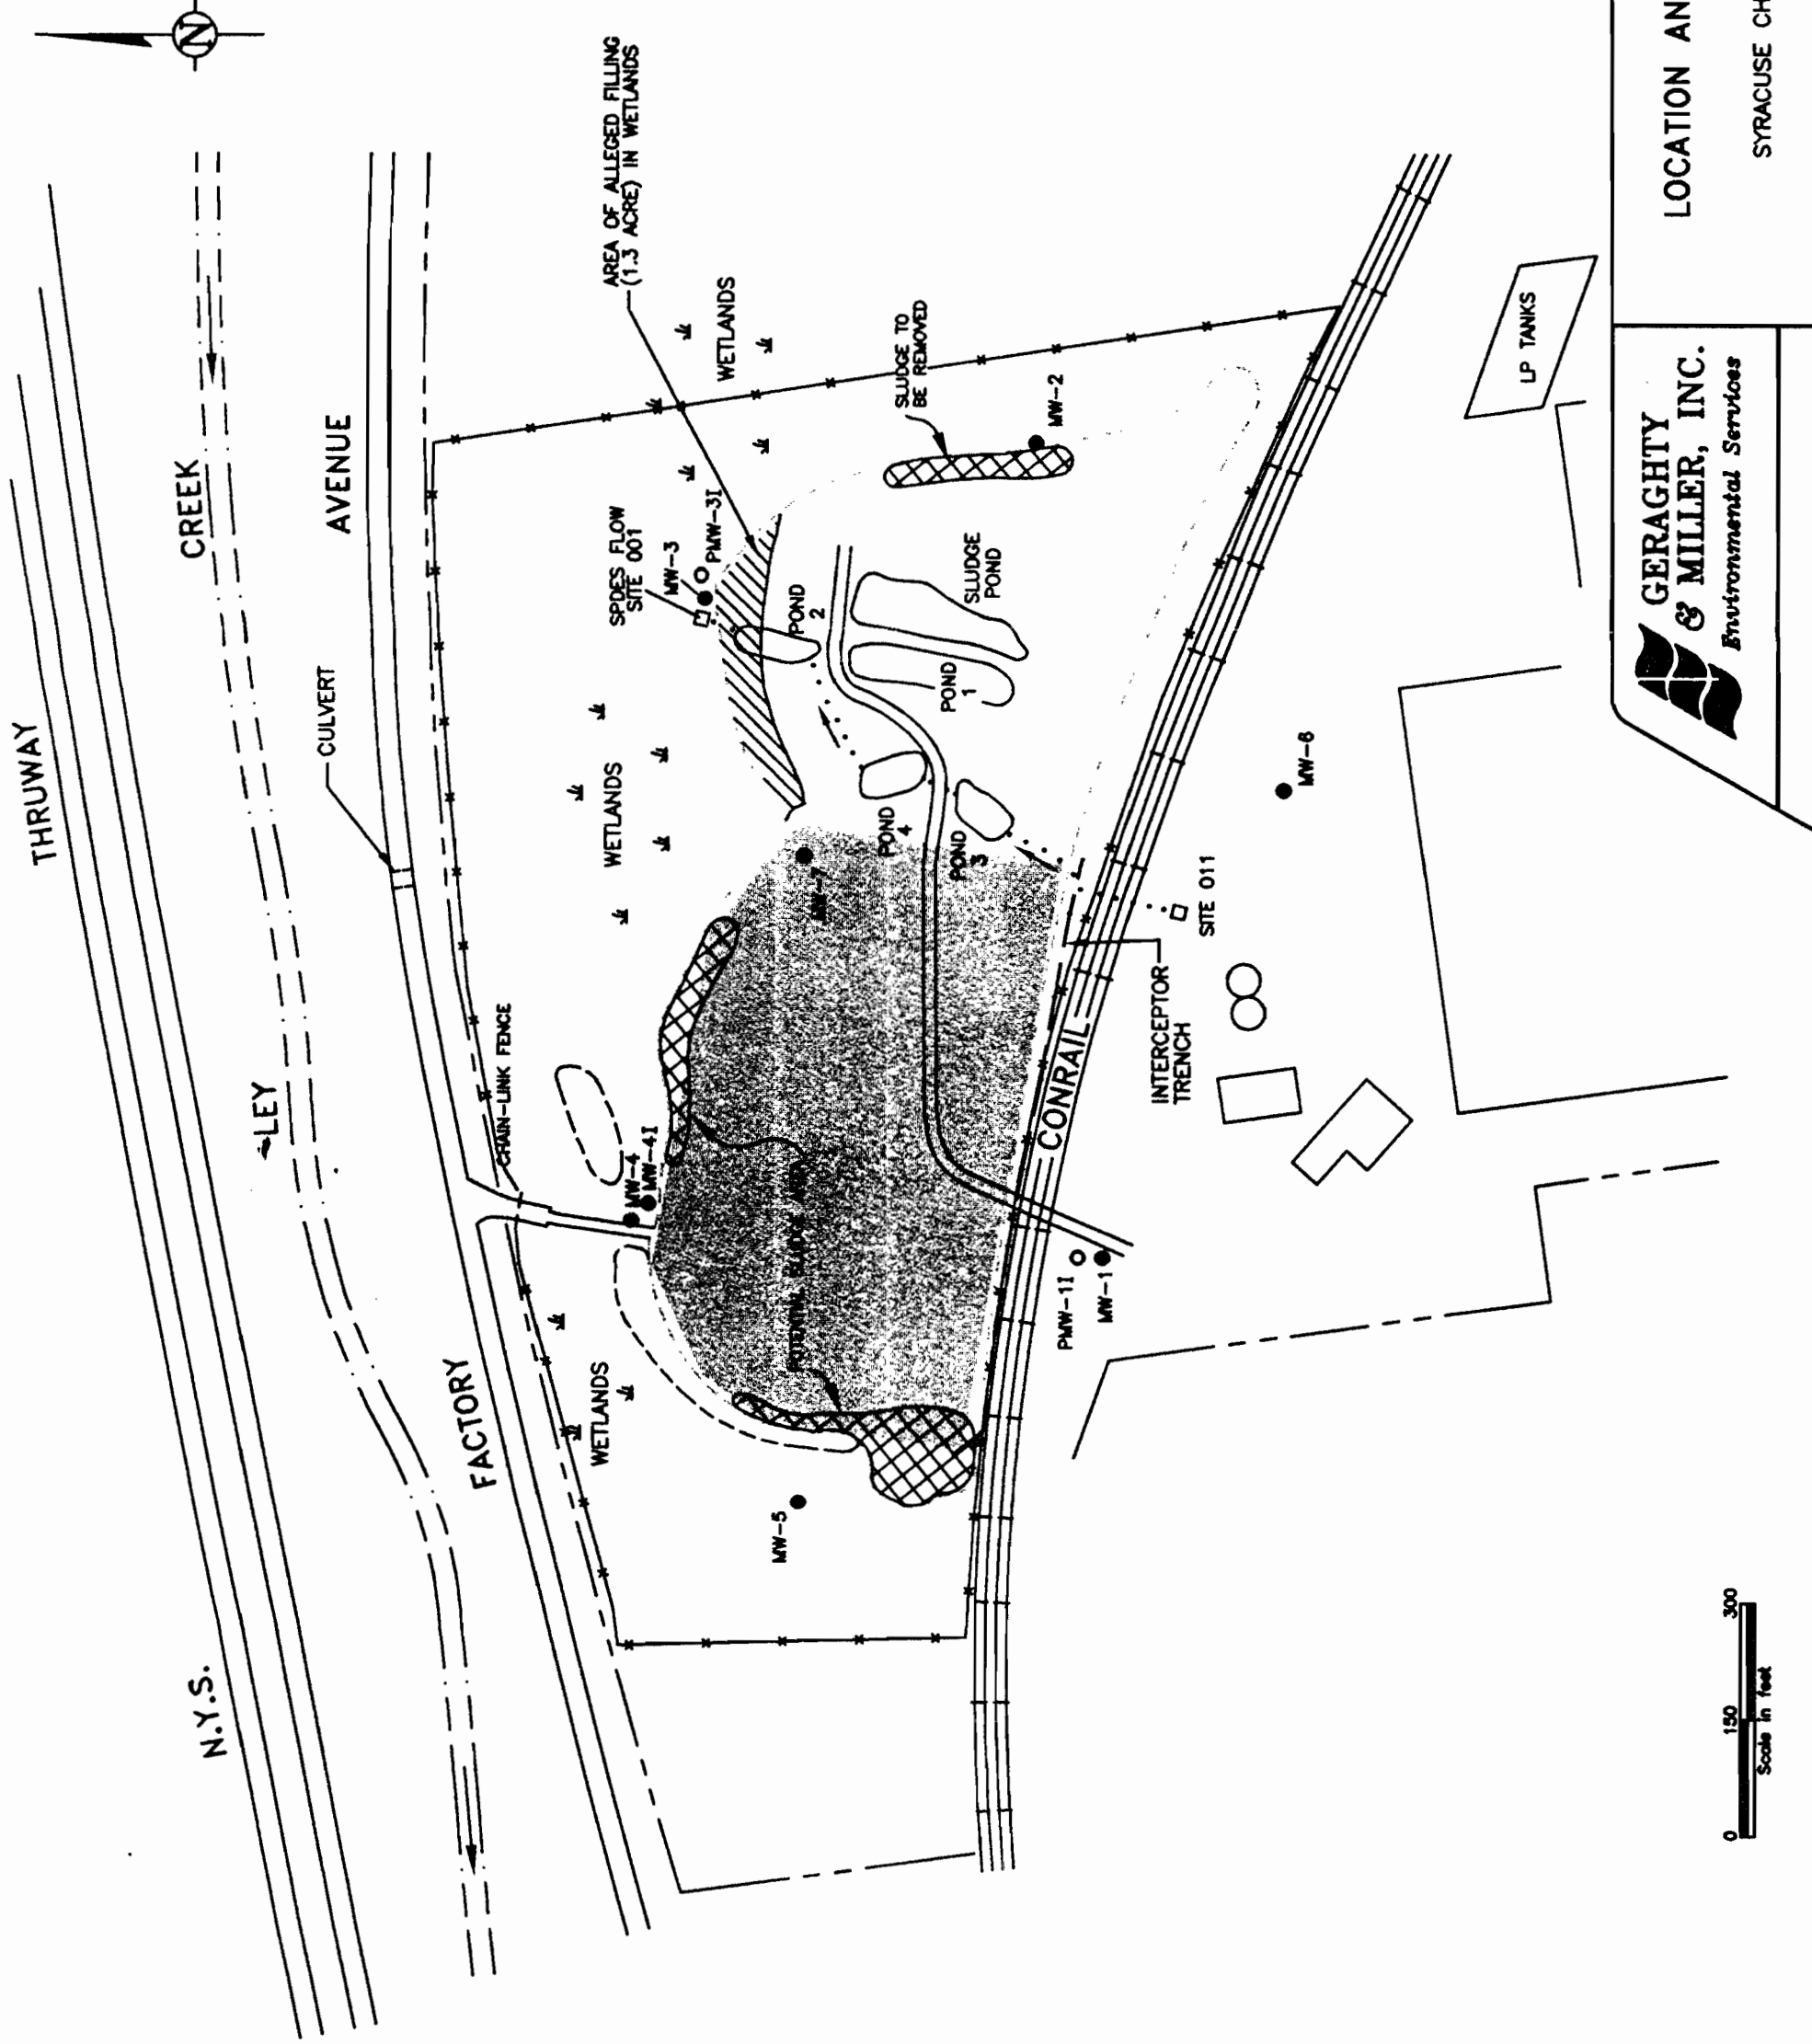 N
N.Y.S.
THRUWAY
LEY
CREEK
FACTORY
AVENUE
CULVERT
CHAIN-LINK FENCE
AREA OF ALLEGED FILLING
(1.3 ACRE) IN WETLANDS
WETLANDS
WETLANDS
WETLANDS
SPDES FLOW
SITE 001
MW-3
PMW-3I
SLUDGE TO
BE REMOVED
MW-2
POND
2
SLUDGE
POND
POND
1
POND
4
POND
3
MW-7
MW-4
MW-4I
POTENTIAL SLUDGE AREA
MW-5
CONRAIL
INTERCEPTOR
TRENCH
SITE 011
MW-6
PMW-1I
MW-1
LP TANKS
0 150 300
Scale in feet
GERAGHTY
& MILLER, INC.
Environmental Services
LOCATION AN
SYRACUSE CH